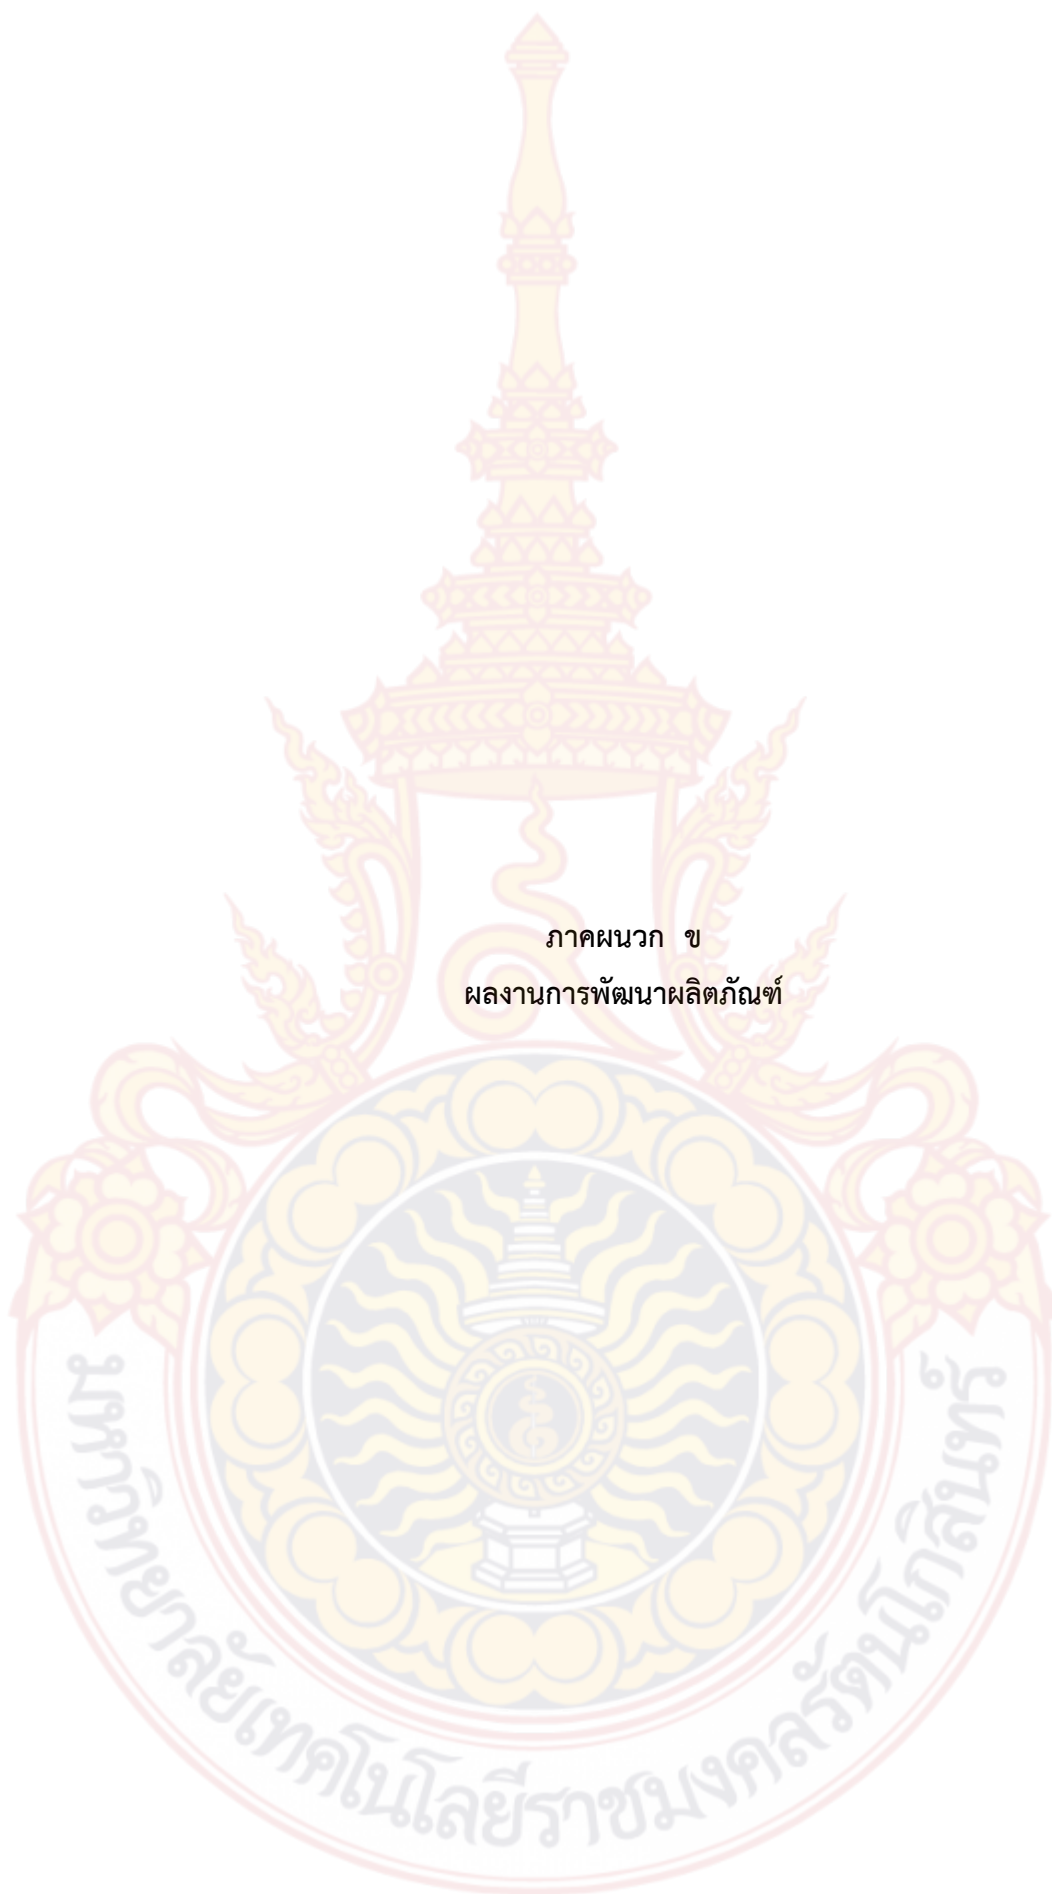 ภาคผนวก ข
ผลงานการพัฒนาผลิตภัณฑ์
มหาวิทยาลัยเทคโนโลยีราชมงคลรัตนโกสินทร์